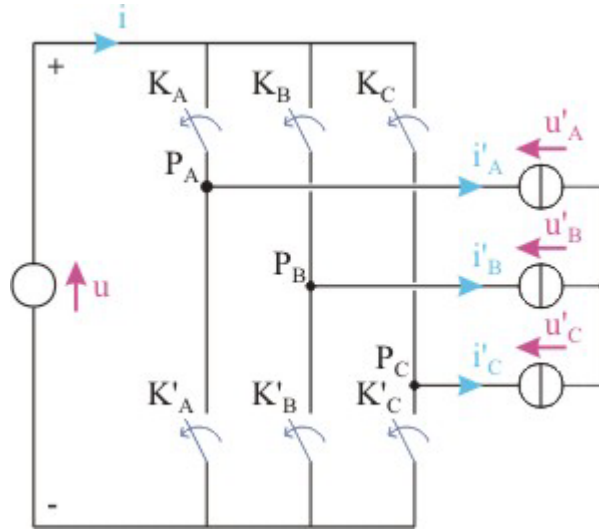 i
+
K_A K_B K_C
u'_A
P_A
i'_A
u'_B
P_B
i'_B
u
u'_C
P_C
i'_C
K'_A K'_B K'_C
-